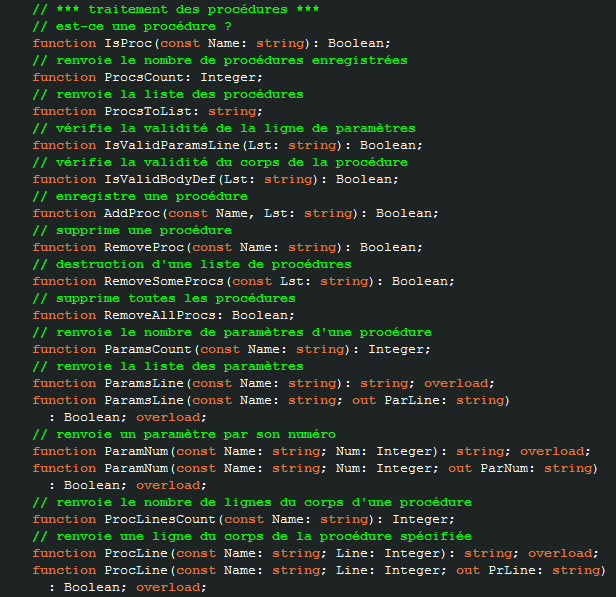 // *** traitement des procédures ***
// est-ce une procédure ?
function IsProc(const Name: string): Boolean;
// renvoie le nombre de procédures enregistrées
function ProcsCount: Integer;
// renvoie la liste des procédures
function ProcsToList: string;
// vérifie la validité de la ligne de paramètres
function IsValidParamsLine(Lst: string): Boolean;
// vérifie la validité du corps de la procédure
function IsValidBodyDef(Lst: string): Boolean;
// enregistre une procédure
function AddProc(const Name, Lst: string): Boolean;
// supprime une procédure
function RemoveProc(const Name: string): Boolean;
// destruction d'une liste de procédures
function RemoveSomeProcs(const Lst: string): Boolean;
// supprime toutes les procédures
function RemoveAllProcs: Boolean;
// renvoie le nombre de paramètres d'une procédure
function ParamsCount(const Name: string): Integer;
// renvoie la liste des paramètres
function ParamsLine(const Name: string): string; overload;
function ParamsLine(const Name: string; out ParLine: string)
  : Boolean; overload;
// renvoie un paramètre par son numéro
function ParamNum(const Name: string; Num: Integer): string; overload;
function ParamNum(const Name: string; Num: Integer; out ParNum: string)
  : Boolean; overload;
// renvoie le nombre de lignes du corps d'une procédure
function ProcLinesCount(const Name: string): Integer;
// renvoie une ligne du corps de la procédure spécifiée
function ProcLine(const Name: string; Line: Integer): string; overload;
function ProcLine(const Name: string; Line: Integer; out PrLine: string)
  : Boolean; overload;